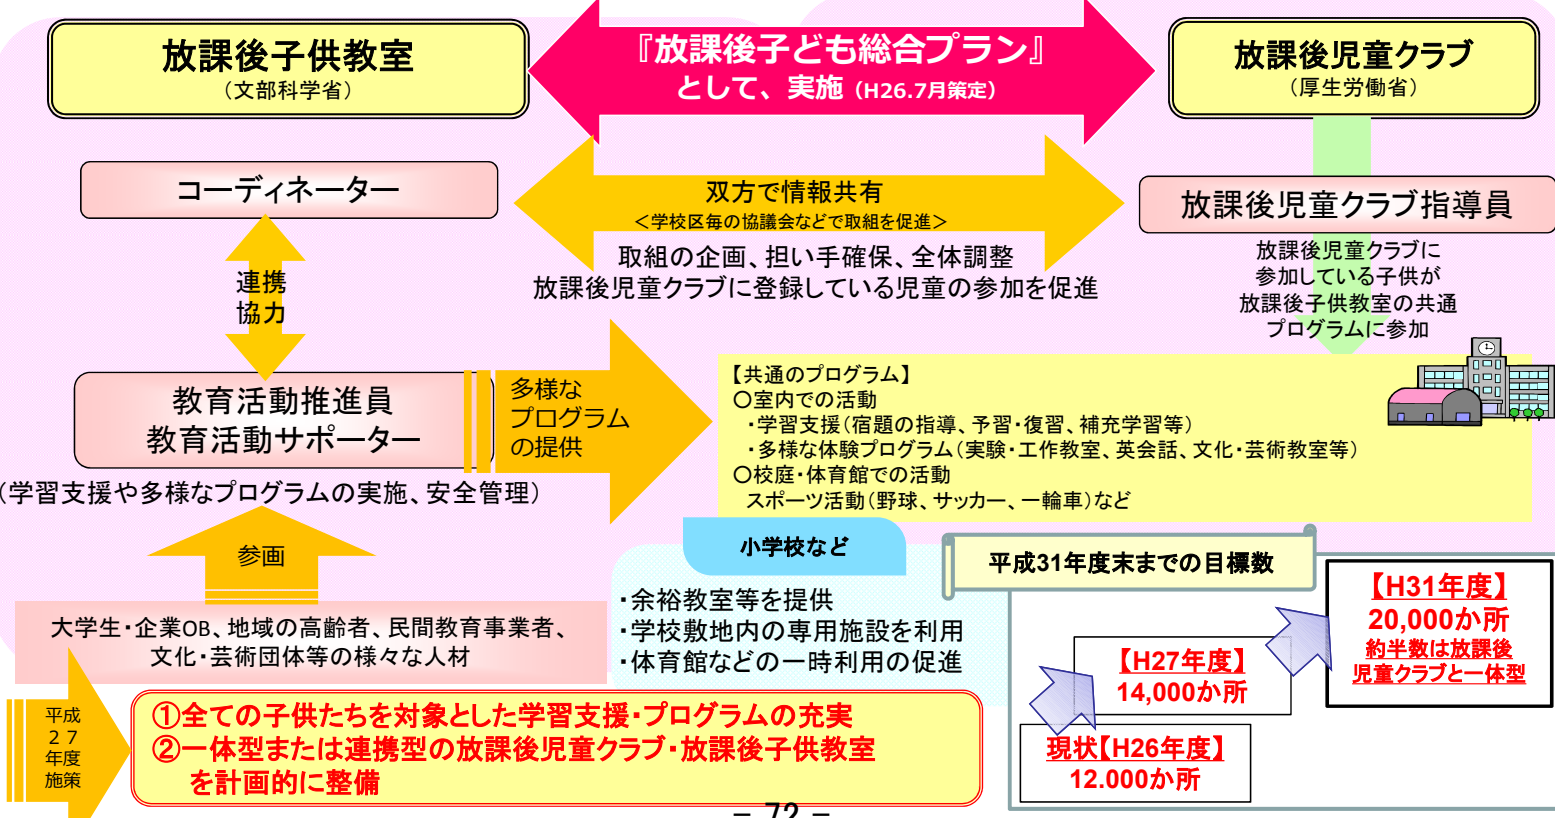 放課後子供教室
（文部科学省）
『放課後子ども総合プラン』
として、実施（H26.7月策定）
放課後児童クラブ
（厚生労働省）
コーディネーター
双方で情報共有
＜学校区毎の協議会などで取組を促進＞
取組の企画、担い手確保、全体調整
放課後児童クラブに登録している児童の参加を促進
放課後児童クラブ指導員
放課後児童クラブに
参加している子供が
放課後子供教室の共通
プログラムに参加
連携
協力
教育活動推進員
教育活動サポーター
（学習支援や多様なプログラムの実施、安全管理）
多様な
プログラム
の提供
【共通のプログラム】
○室内での活動
・学習支援（宿題の指導、予習・復習、補充学習等）
・多様な体験プログラム（実験・工作教室、英会話、文化・芸術教室等）
○校庭・体育館での活動
スポーツ活動（野球、サッカー、一輪車）など
参画
大学生・企業OB、地域の高齢者、民間教育事業者、
文化・芸術団体等の様々な人材
小学校など
・余裕教室等を提供
・学校敷地内の専用施設を利用
・体育館などの一時利用の促進
平成31年度末までの目標数
【H31年度】
20,000か所
約半数は放課後
児童クラブと一体型
【H27年度】
14,000か所
現状【H26年度】
12.000か所
平成
２７
年度
施策
①全ての子供たちを対象とした学習支援・プログラムの充実
②一体型または連携型の放課後児童クラブ・放課後子供教室
を計画的に整備
− 72 −